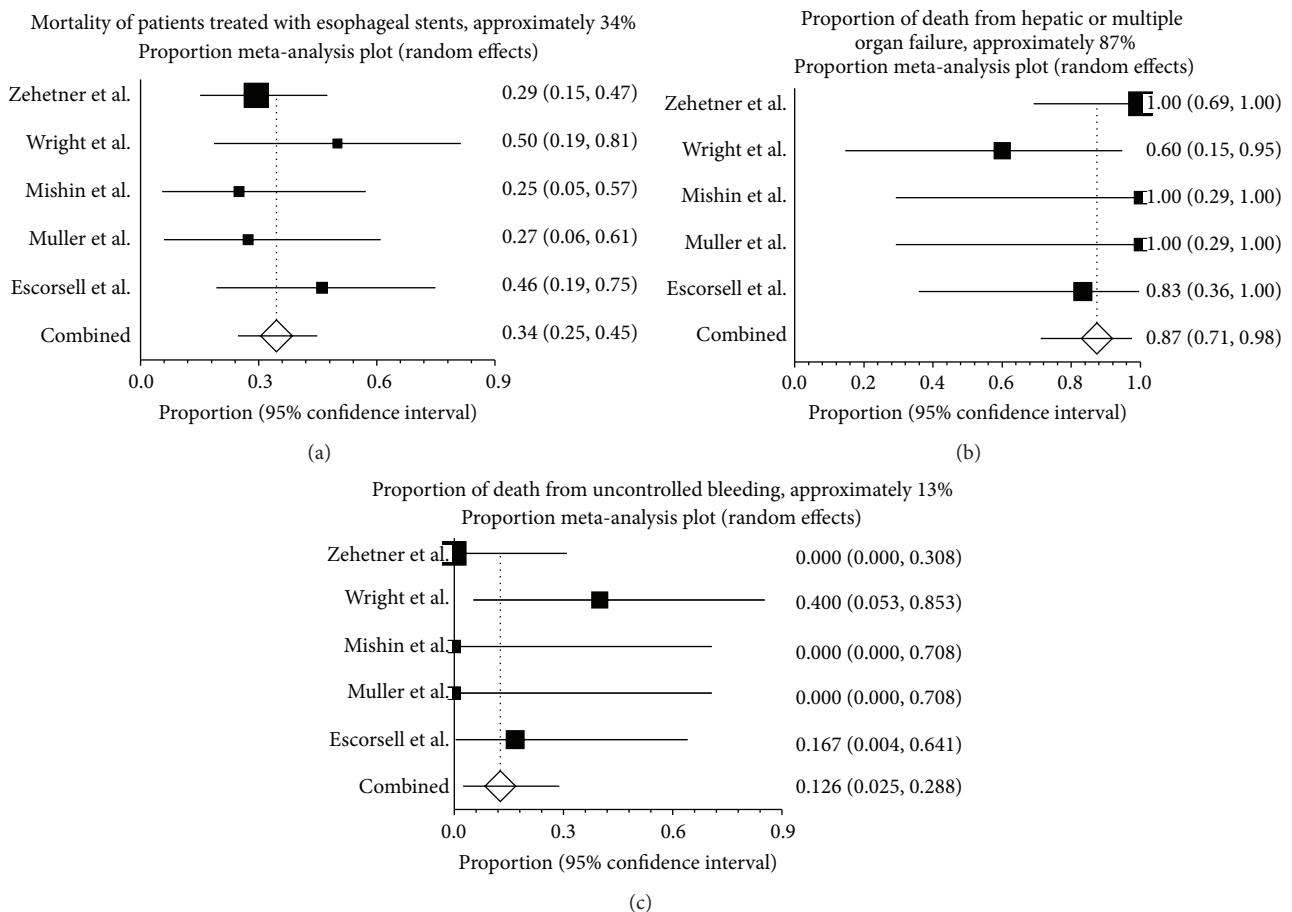 Mortality of patients treated with esophageal stents, approximately 34%
Proportion meta-analysis plot (random effects)
Zehetner et al. 0.29 (0.15, 0.47)
Wright et al. 0.50 (0.19, 0.81)
Mishin et al. 0.25 (0.05, 0.57)
Muller et al. 0.27 (0.06, 0.61)
Escorsell et al. 0.46 (0.19, 0.75)
Combined 0.34 (0.25, 0.45)
0.0 0.3 0.6 0.9
Proportion (95% confidence interval)
(a)
Proportion of death from hepatic or multiple
organ failure, approximately 87%
Proportion meta-analysis plot (random effects)
Zehetner et al. 1.00 (0.69, 1.00)
Wright et al. 0.60 (0.15, 0.95)
Mishin et al. 1.00 (0.29, 1.00)
Muller et al. 1.00 (0.29, 1.00)
Escorsell et al. 0.83 (0.36, 1.00)
Combined 0.87 (0.71, 0.98)
0.0 0.2 0.4 0.6 0.8 1.0
Proportion (95% confidence interval)
(b)
Proportion of death from uncontrolled bleeding, approximately 13%
Proportion meta-analysis plot (random effects)
Zehetner et al. 0.000 (0.000, 0.308)
Wright et al. 0.400 (0.053, 0.853)
Mishin et al. 0.000 (0.000, 0.708)
Muller et al. 0.000 (0.000, 0.708)
Escorsell et al. 0.167 (0.004, 0.641)
Combined 0.126 (0.025, 0.288)
0.0 0.3 0.6 0.9
Proportion (95% confidence interval)
(c)